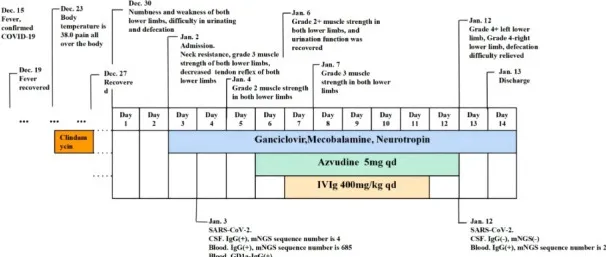 Dec. 15
Fever,
confirmed
COVID-19
Dec. 19
Fever
recovered
Dec. 23
Body
temperature is
38.0 pain all
over the body
Dec. 27
Recovere
d
Dec. 30
Numbness and weakness of both
lower limbs, difficulty in urinating
and defecation
Jan. 2
Admission.
Neck resistance, grade 3 muscle
strength of both lower limbs,
decreased tendon reflex of both
lower limbs
Jan. 4
Grade 2 muscle strength
in both lower limbs
Jan. 6
Grade 2+ muscle strength in
both lower limbs, and
urination function was
recovered
Jan. 7
Grade 3 muscle
strength in both lower
limbs
Jan. 12
Grade 4+ left lower
limb, Grade 4-right
lower limb, defecation
difficulty relieved
Jan. 13
Discharge
... ... ...
Day 1 Day 2 Day 3 Day 4 Day 5 Day 6 Day 7 Day 8 Day 9 Day 10 Day 11 Day 12 Day 13 Day 14
Clindam
ycin
Ganciclovir,Mecobalamine, Neurotropin
Azvudine 5mg qd
IVIg 400mg/kg qd
Jan. 3
SARS-CoV-2.
CSF. IgG(+), mNGS sequence number is 4
Blood. IgG(+), mNGS sequence number is 685
Blood. GD1a-IgG(+)
Jan. 12
SARS-CoV-2.
CSF. IgG(-), mNGS(-)
Blood. IgG(+), mNGS sequence number is 2